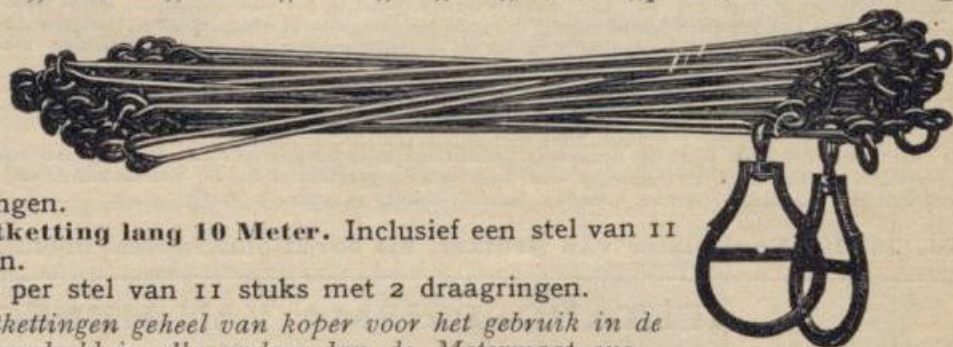 ngen.
tketting lang 10 Meter. Inclusief een stel van 11
n.
per stel van 11 stuks met 2 draagringen.
kettingen geheel van koper voor het gebruik in de